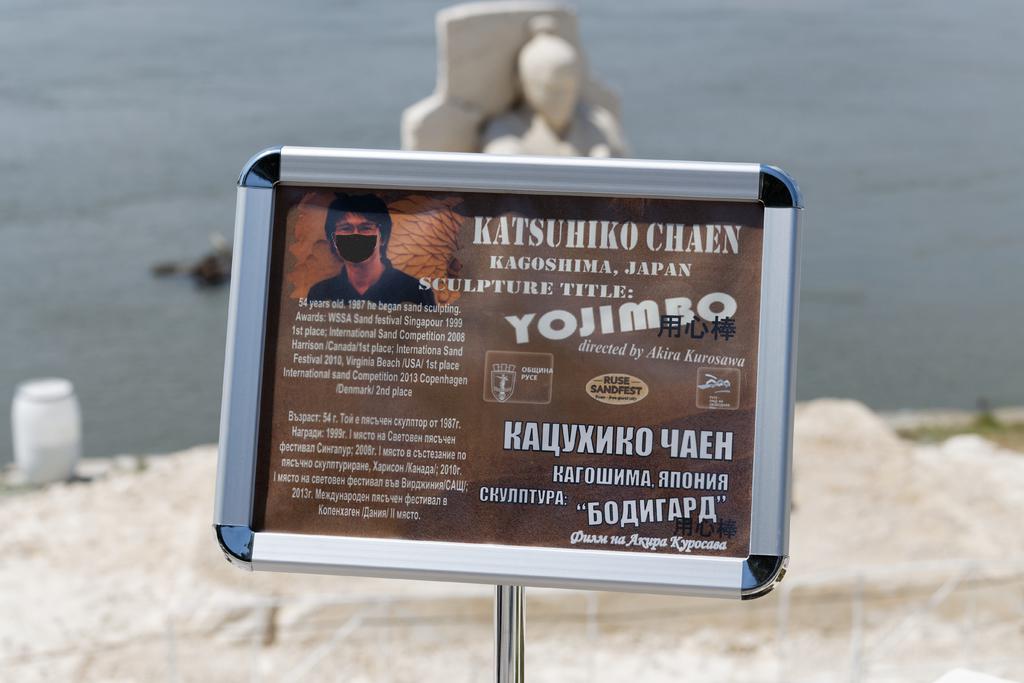 KATSUHIKO CHAEN
KAGOSHIMA, JAPAN
SCULPTURE TITLE:
YOJIMBO
用心棒
directed by Akira Kurosawa
54 years old. 1987 he began sand sculpting.
Awards: WSSA Sand festival Singapour 1999
1st place; International Sand Competition 2008
Harrison /Canada/1st place; Internationa Sand
Festival 2010, Virginia Beach /USA/ 1st place
International sand Competition 2013 Copenhagen
/Denmark/ 2nd place
ОБЩИНА
РУСЕ
RUSE
SANDFEST
Възраст: 54 г. Той е пясъчен скулптор от 1987г.
Награди: 1999г. I място на Световен пясъчен
фестивал Сингапур; 2008г. I място в състезание по
пясъчно скулптуриране, Харисон /Канада/; 2010г.
I място на световен фестивал във Вирджиния/САЩ/;
2013г. Международен пясъчен фестивал в
Копенхаген /Дания/ II място.
КАЦУХИКО ЧАЕН
КАГОШИМА, ЯПОНИЯ
СКУЛПТУРА:
“БОДИГАРД”
用心棒
Филм на Акира Куросава